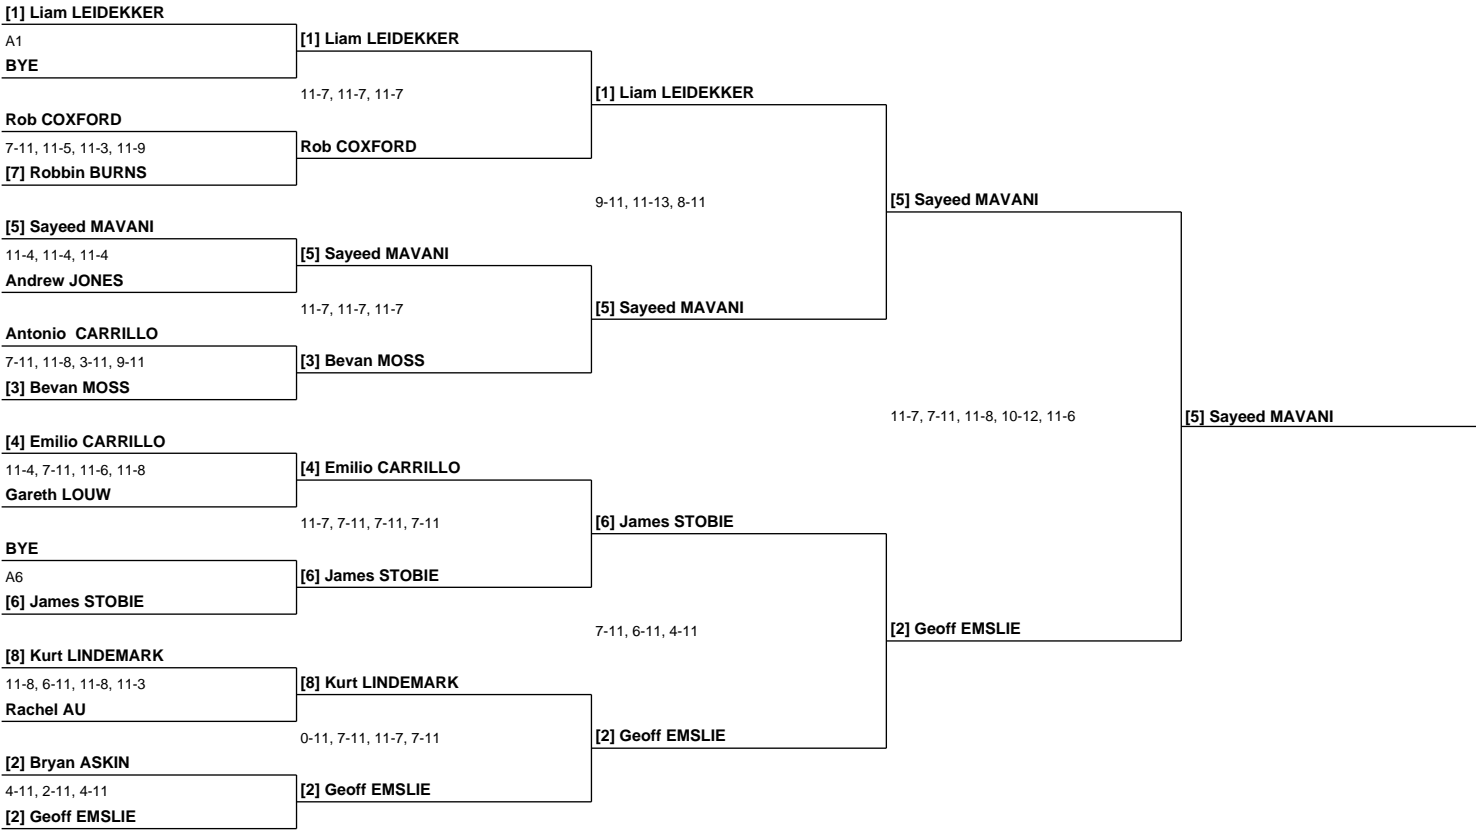 [1] Liam LEIDEKKER
A1
BYE
Rob COXFORD
7-11, 11-5, 11-3, 11-9
[7] Robbin BURNS
[5] Sayeed MAVANI
11-4, 11-4, 11-4
Andrew JONES
Antonio  CARRILLO
7-11, 11-8, 3-11, 9-11
[3] Bevan MOSS
[4] Emilio CARRILLO
11-4, 7-11, 11-6, 11-8
Gareth LOUW
BYE
A6
[6] James STOBIE
[8] Kurt LINDEMARK
11-8, 6-11, 11-8, 11-3
Rachel AU
[2] Bryan ASKIN
4-11, 2-11, 4-11
[2] Geoff EMSLIE
[1] Liam LEIDEKKER
11-7, 11-7, 11-7
Rob COXFORD
[5] Sayeed MAVANI
11-7, 11-7, 11-7
[3] Bevan MOSS
[4] Emilio CARRILLO
11-7, 7-11, 7-11, 7-11
[6] James STOBIE
[8] Kurt LINDEMARK
0-11, 7-11, 11-7, 7-11
[2] Geoff EMSLIE
[1] Liam LEIDEKKER
9-11, 11-13, 8-11
[5] Sayeed MAVANI
[6] James STOBIE
7-11, 6-11, 4-11
[2] Geoff EMSLIE
[5] Sayeed MAVANI
11-7, 7-11, 11-8, 10-12, 11-6
[2] Geoff EMSLIE
[5] Sayeed MAVANI